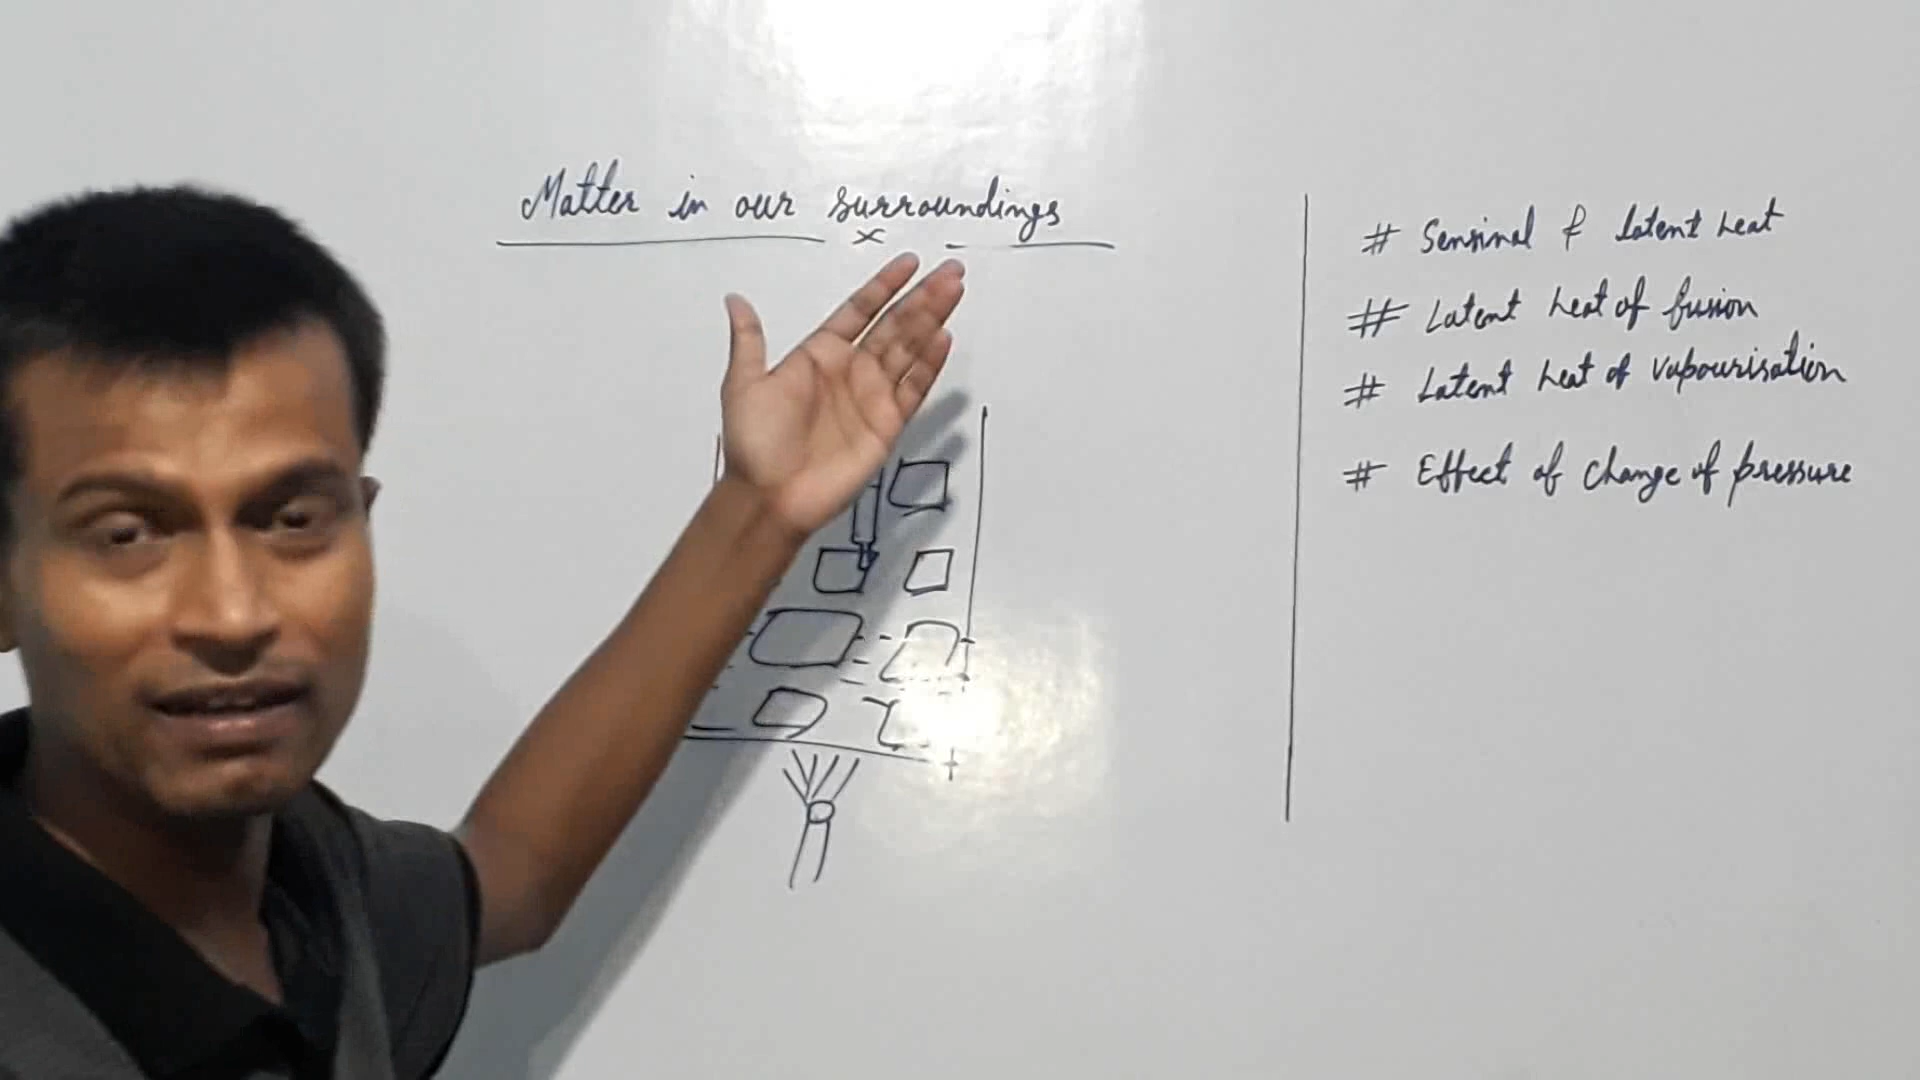 Matter in our surroundings
# Sensinal & latent heat
# Latent heat of fusion
# Latent heat of vapourisation
# Effect of change of pressure